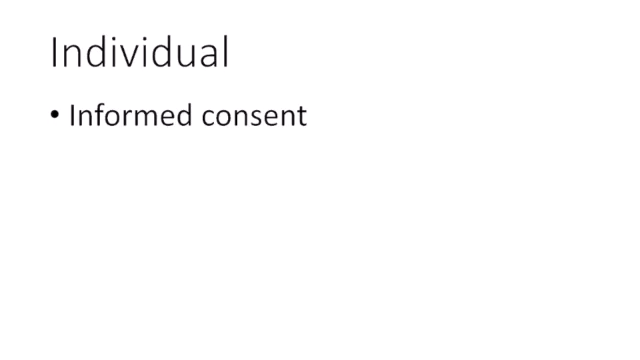 Individual
• Informed consent